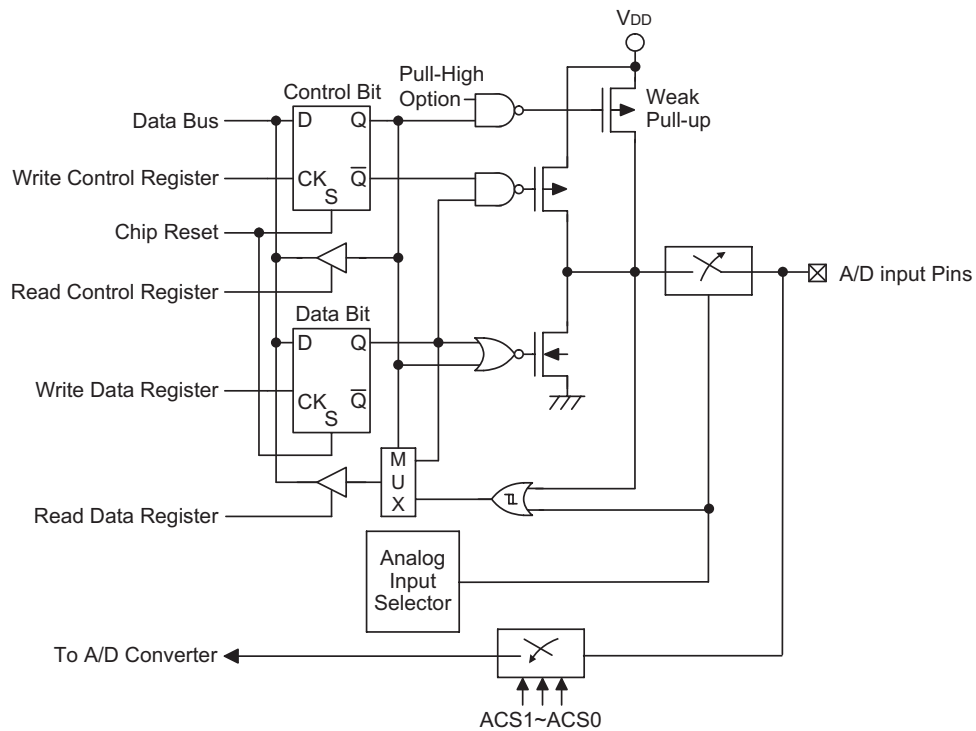 VDD
Pull-High
Option
Weak
Pull-up
Control Bit
Data Bus
D
Q
Write Control Register
CK
Q
S
Chip Reset
Read Control Register
A/D input Pins
Data Bit
D
Q
Write Data Register
CK
Q
S
M
U
X
Read Data Register
Analog
Input
Selector
To A/D Converter
ACS1~ACS0